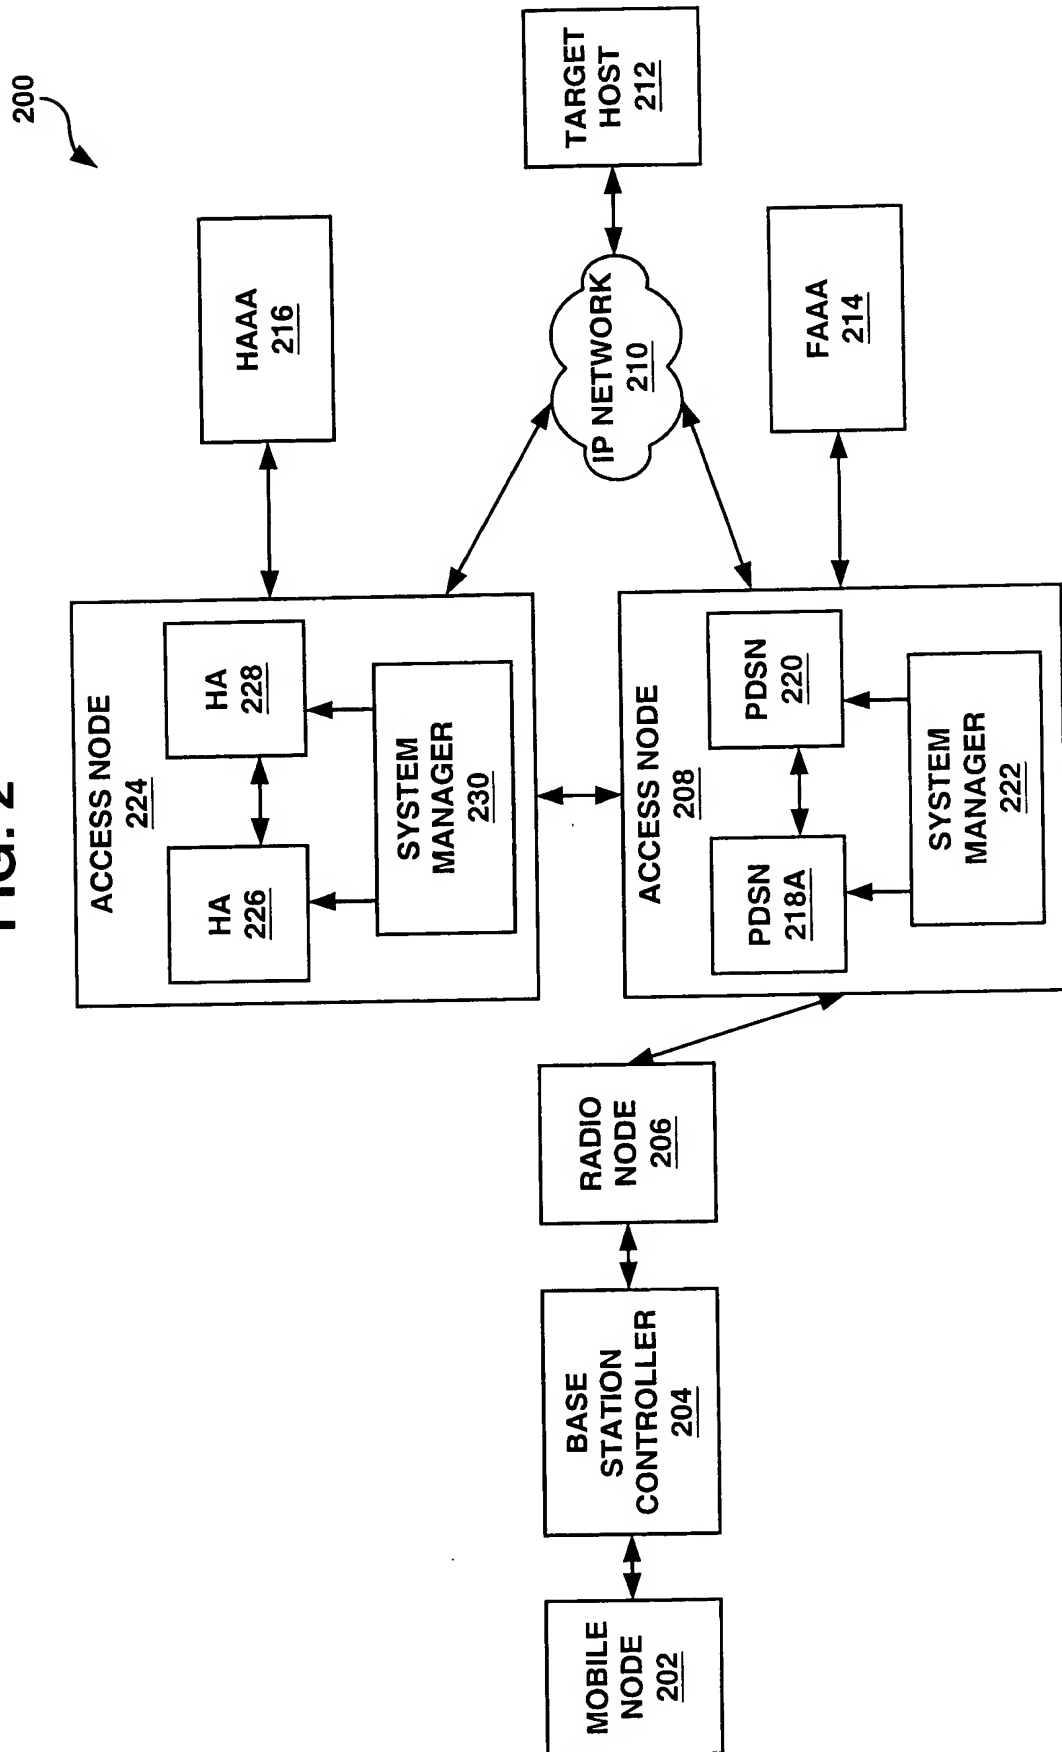 FIG. 2
200
ACCESS NODE
224
HA
226
HA
228
SYSTEM
MANAGER
230
HAAA
216
MOBILE
NODE
202
BASE
STATION
CONTROLLER
204
RADIO
NODE
206
IP NETWORK
210
TARGET
HOST
212
ACCESS NODE
208
PDSN
218A
PDSN
220
SYSTEM
MANAGER
222
FAAA
214